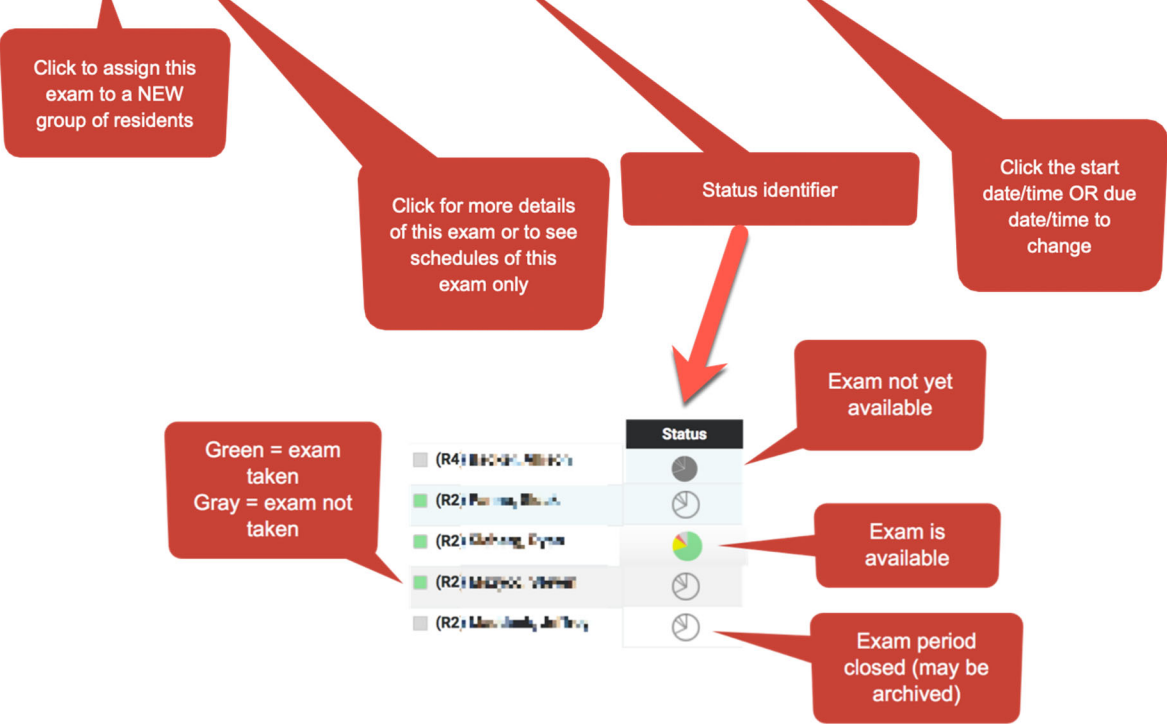 Click to assign this
exam to a NEW
group of residents
Click for more details
of this exam or to see
schedules of this
exam only
Status identifier
Click the start
date/time OR due
date/time to
change
Exam not yet
available
Green = exam
taken
Gray = exam not
taken
Status
(R4)
(R2)
(R2)
(R2)
(R2)
Exam is
available
Exam period
closed (may be
archived)